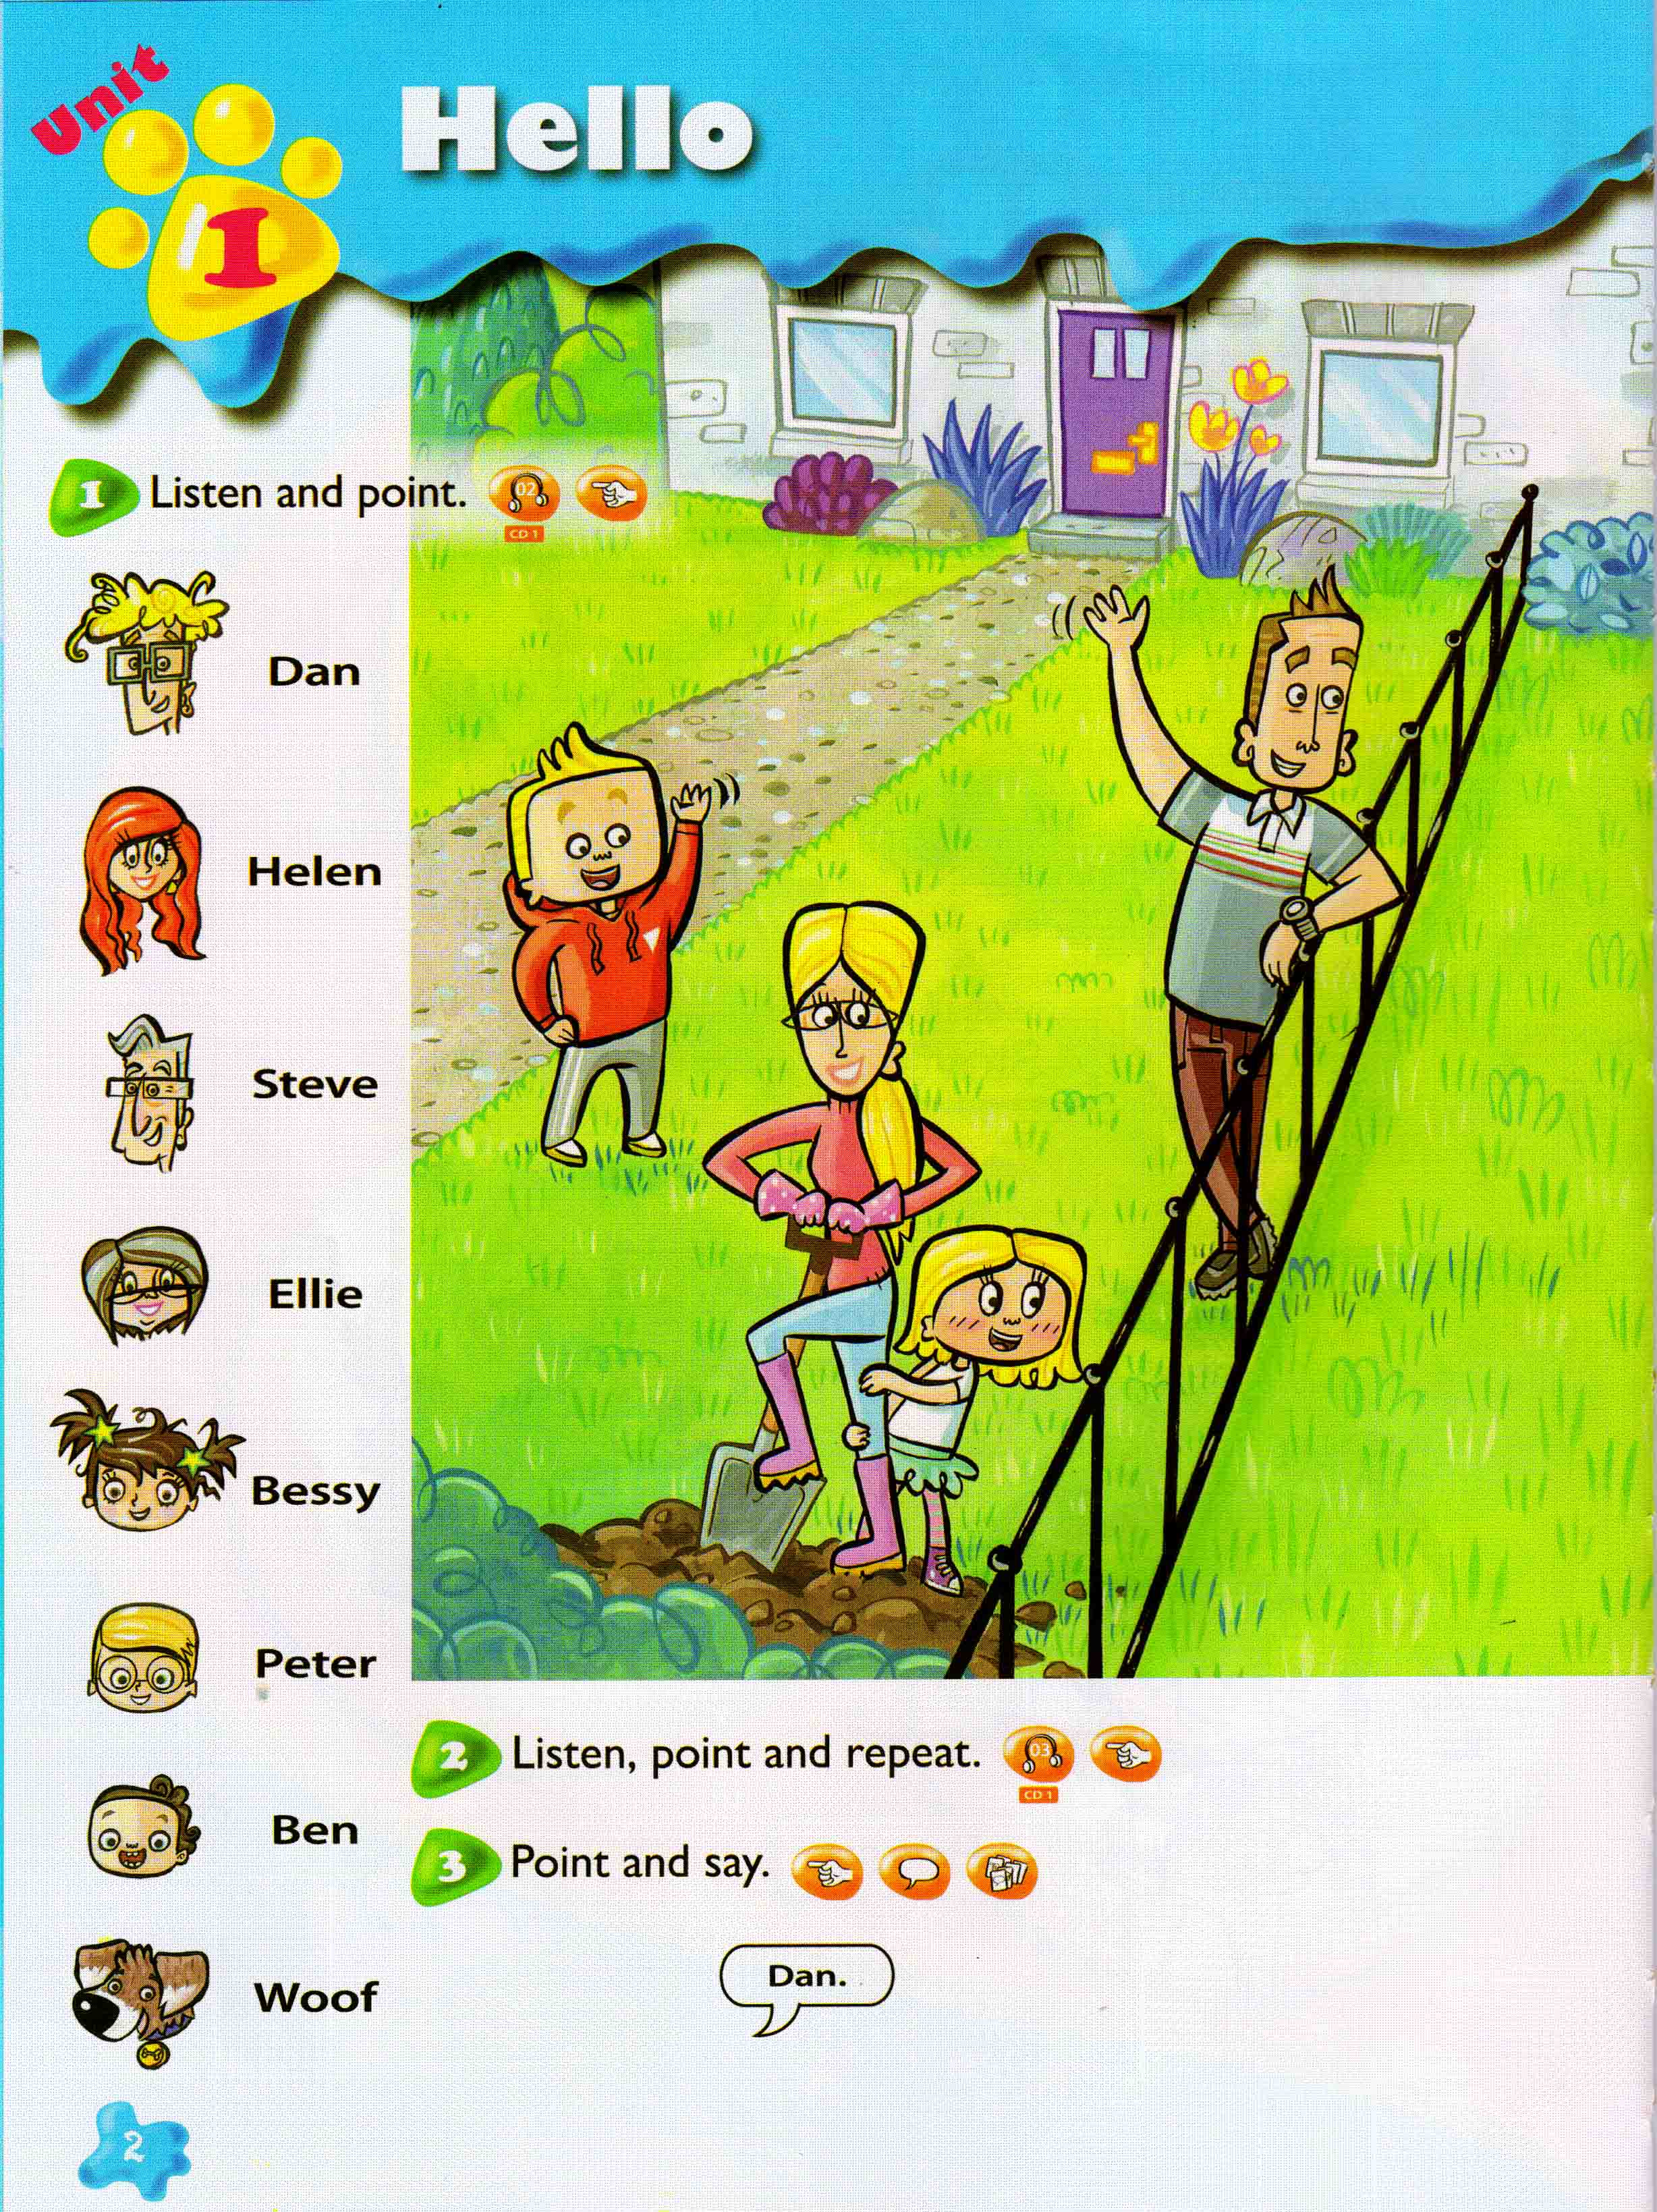 Unit
1
Hello
1 Listen and point.
02
CD 1
Dan
Helen
Steve
Ellie
Bessy
Peter
Ben
Woof
2 Listen, point and repeat.
03
CD 1
3 Point and say.
Dan.
2